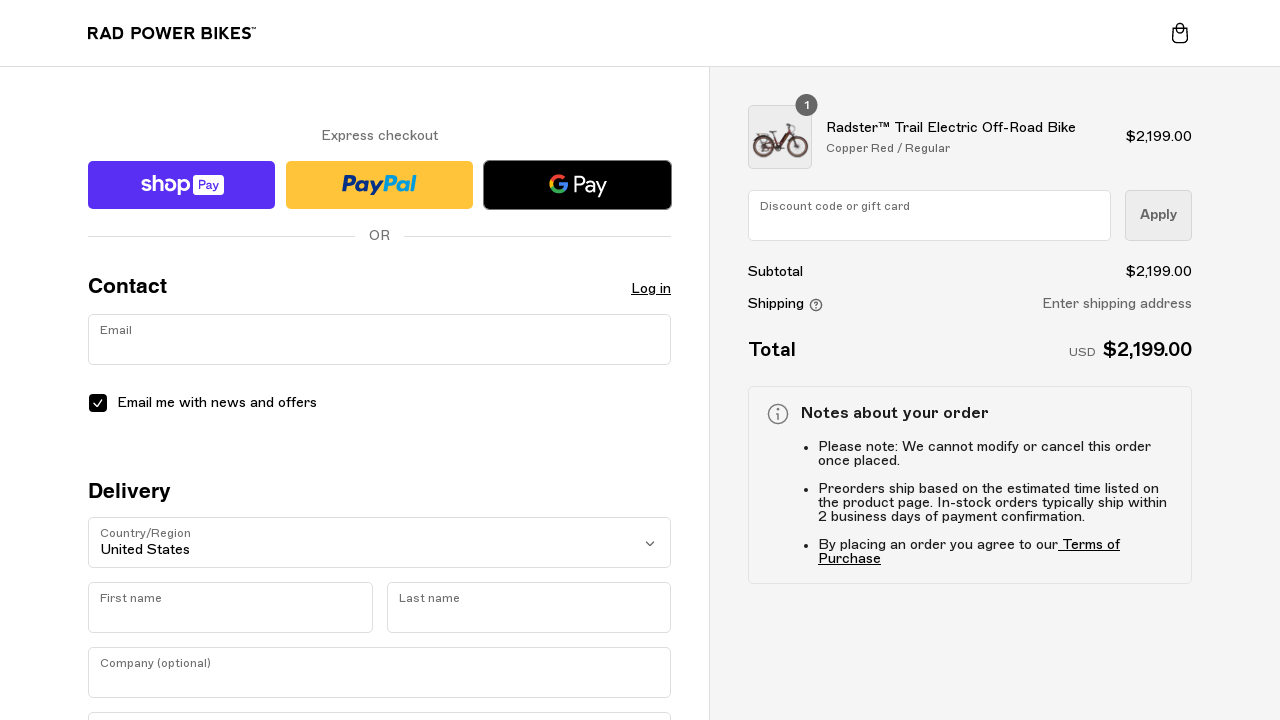 RAD POWER BIKES™
Express checkout
shop Pay
PayPal
G Pay
OR
Contact
Log in
Email
Email me with news and offers
Delivery
Country/Region
United States
First name
Last name
Company (optional)
1
Radster™ Trail Electric Off-Road Bike
Copper Red / Regular
$2,199.00
Discount code or gift card
Apply
Subtotal
$2,199.00
Shipping
Enter shipping address
Total
USD $2,199.00
Notes about your order
• Please note: We cannot modify or cancel this order
once placed.
• Preorders ship based on the estimated time listed on
the product page. In-stock orders typically ship within
2 business days of payment confirmation.
• By placing an order you agree to our Terms of
Purchase